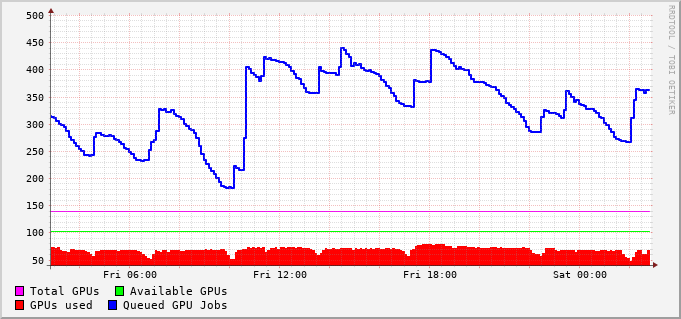 500
450
400
350
300
250
200
150
100
50
Fri 06:00 Fri 12:00 Fri 18:00 Sat 00:00
Total GPUs Available GPUs
GPUs used Queued GPU Jobs
RRDTOOL / TOBI OETIKER